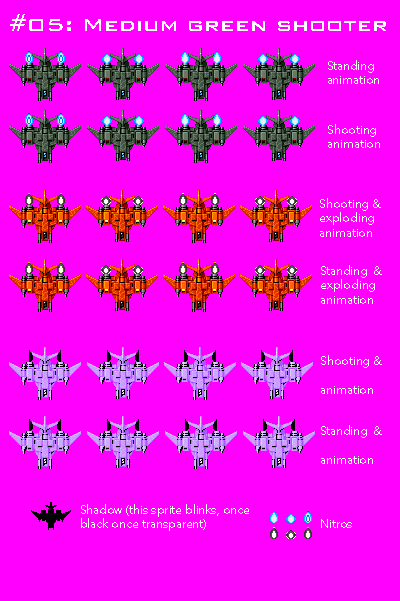 #05: Medium green shooter
Standing
animation
Shooting
animation
Shooting &
exploding
animation
Standing &
exploding
animation
Shooting &
animation
Standing &
animation
Shadow (this sprite blinks, once
black once transparent)
Nitros